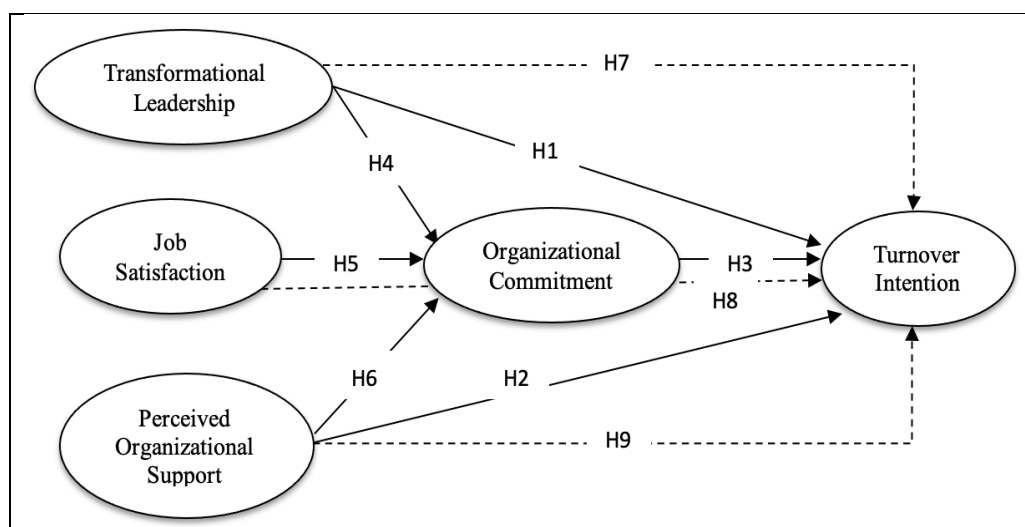 Transformational
Leadership
H7
H1
H4
Job
Satisfaction
H5
Organizational
Commitment
H3
H8
Turnover
Intention
H6
H2
Perceived
Organizational
Support
H9